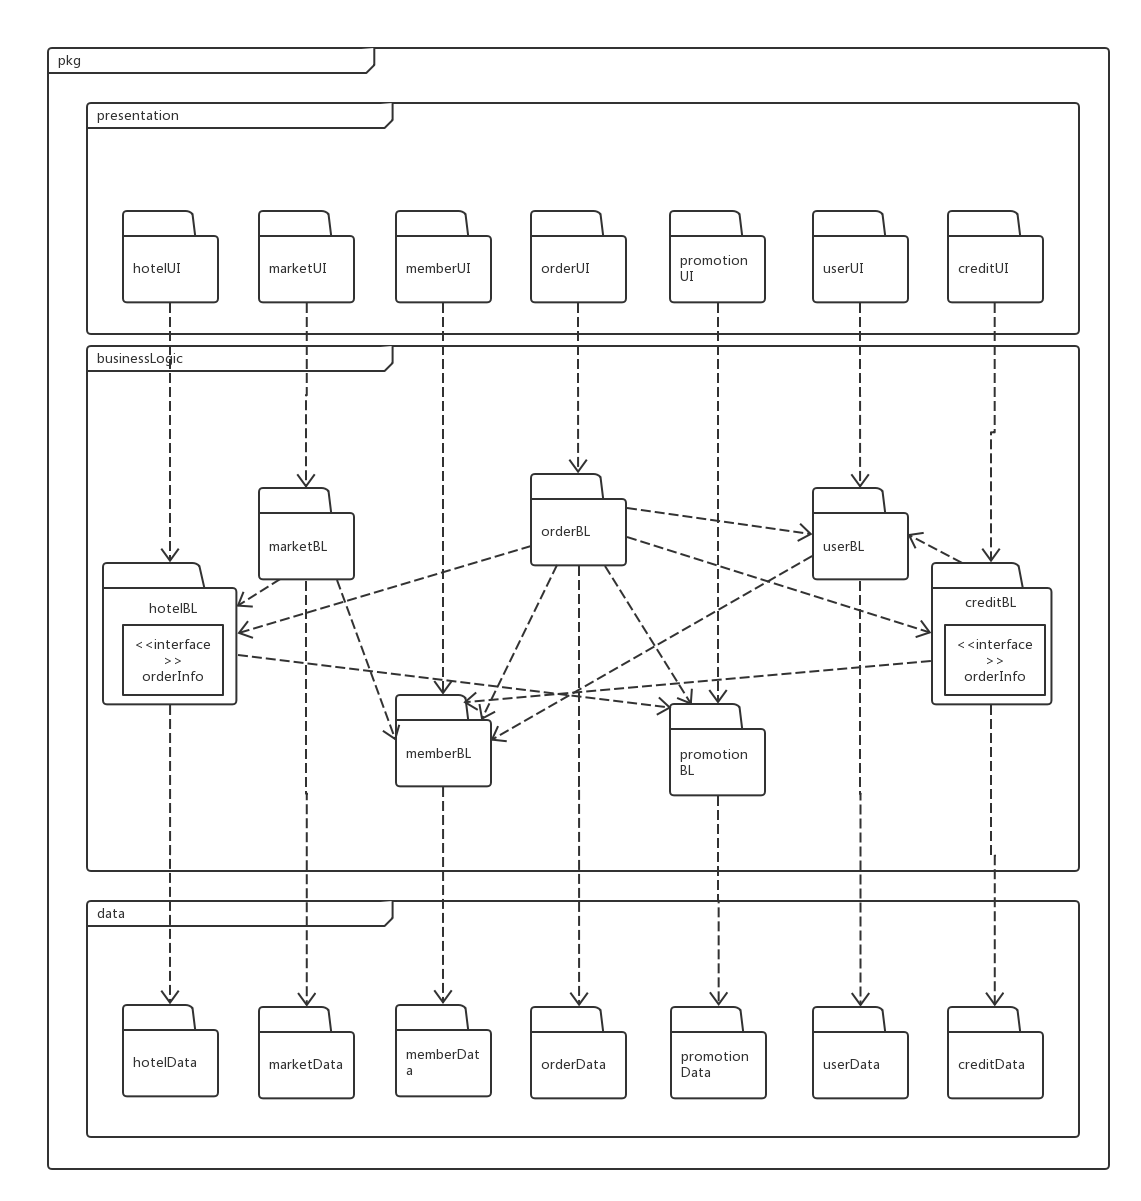 pkg
presentation
hotelUI
marketUI
memberUI
orderUI
promotion
UI
userUI
creditUI
businessLogic
orderBL
marketBL
userBL
hotelBL
<<interface
>>
orderInfo
creditBL
<<interface
>>
orderInfo
memberBL
promotion
BL
data
hotelData
marketData
memberDat
a
orderData
promotion
Data
userData
creditData